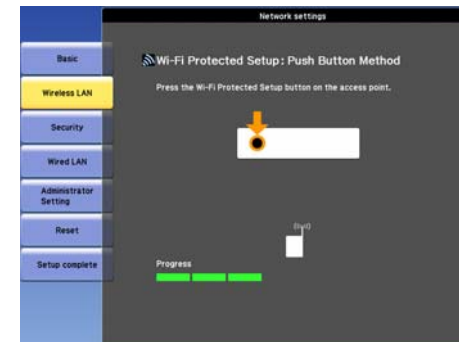 Network settings
Basic
Wireless LAN
Security
Wired LAN
Administrator
Setting
Reset
Setup complete
Wi-Fi Protected Setup: Push Button Method
Press the Wi-Fi Protected Setup button on the access point.
Progress